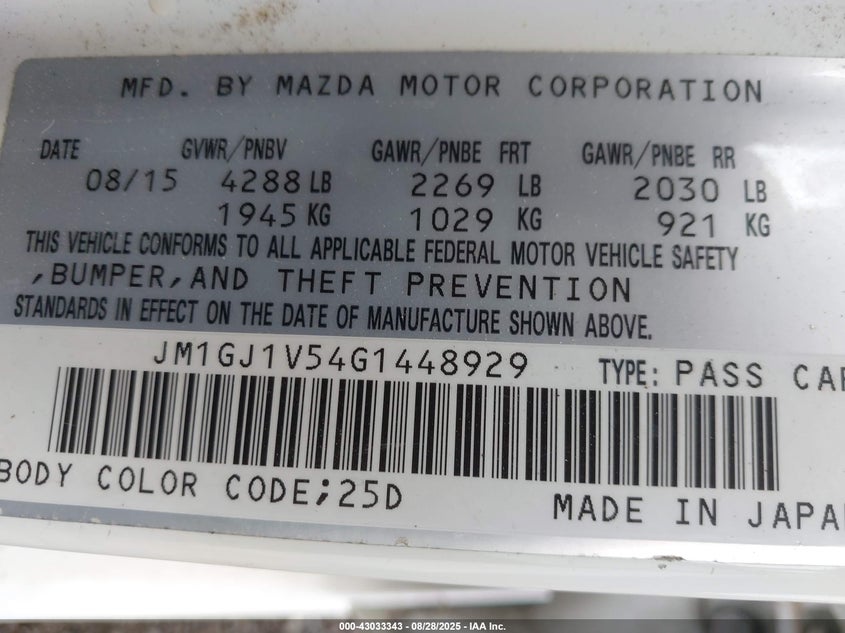 MFD. BY MAZDA MOTOR CORPORATION
DATE GVWR/PNBV GAWR/PNBE FRT GAWR/PNBE RR
08/15 4288 LB 2269 LB 2030 LB
1945 KG 1029 KG 921 KG
THIS VEHICLE CONFORMS TO ALL APPLICABLE FEDERAL MOTOR VEHICLE SAFETY
,BUMPER,AND THEFT PREVENTION
STANDARDS IN EFFECT ON THE DATE OF MANUFACTURE SHOWN ABOVE.
JM1GJ1V54G1448929 TYPE: PASS CAR
BODY COLOR CODE;25D
MADE IN JAPAN
000-43033343 | 08/28/2025 - IAA Inc.